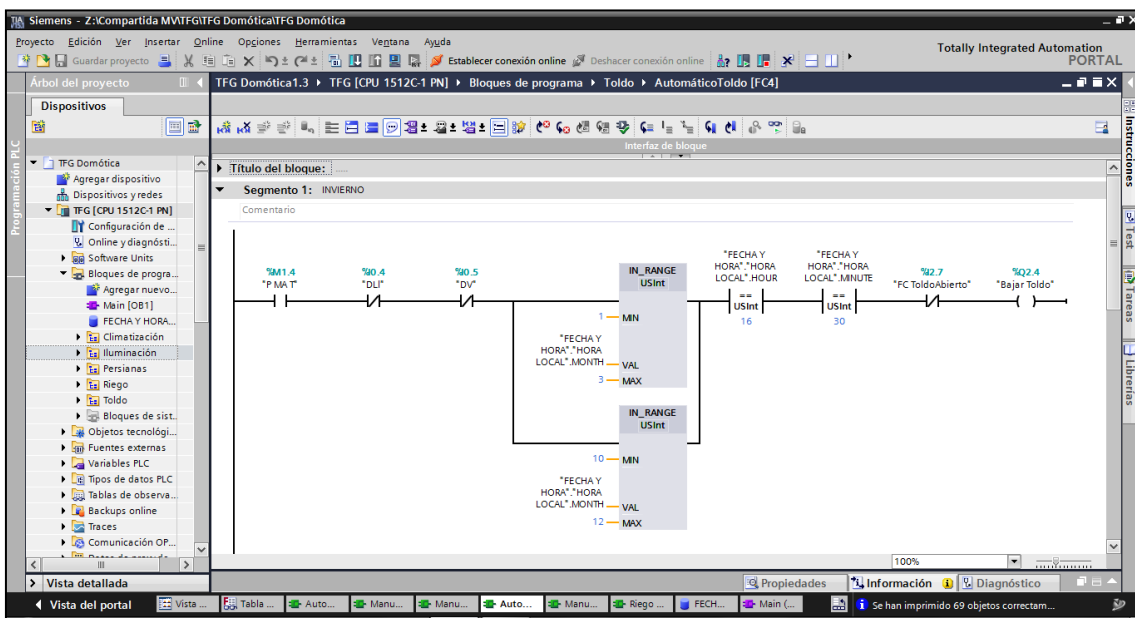 Siemens - Z:\Compartida MV\TFG\TFG Domótica\TFG Domótica
Proyecto Edición Ver Insertar Online Opciones Herramientas Ventana Ayuda
Totally Integrated Automation
PORTAL
Guardar proyecto
Establecer conexión online
Deshacer conexión online
Árbol del proyecto
TFG Domótica1.3 ▸ TFG [CPU 1512C-1 PN] ▸ Bloques de programa ▸ Toldo ▸ AutomáticoToldo [FC4]
Dispositivos
Programación PLC
TFG Domótica
Agregar dispositivo
Dispositivos y redes
TFG [CPU 1512C-1 PN]
Configuración de ...
Online y diagnósti...
Software Units
Bloques de progra...
Agregar nuevo...
Main [OB1]
FECHA Y HORA...
Climatización
Iluminación
Persianas
Riego
Toldo
Bloques de sist...
Objetos tecnológi...
Fuentes externas
Variables PLC
Tipos de datos PLC
Tablas de observa...
Backups online
Traces
Comunicación OP...
Vista detallada
Interfaz de bloque
Título del bloque: .....
Segmento 1: INVIERNO
Comentario
%M1.4
"P MA T"
%I0.4
"DLI"
%I0.5
"DV"
IN_RANGE
USInt
1 MIN
"FECHA Y
HORA"."HORA
LOCAL".MONTH VAL
3 MAX
IN_RANGE
USInt
10 MIN
"FECHA Y
HORA"."HORA
LOCAL".MONTH VAL
12 MAX
"FECHA Y
HORA"."HORA
LOCAL".HOUR
==
USInt
16
"FECHA Y
HORA"."HORA
LOCAL".MINUTE
==
USInt
30
%I2.7
"FC ToldoAbierto"
%Q2.4
"Bajar Toldo"
100%
Propiedades
Información
Diagnóstico
Instrucciones
Test
Tareas
Librerías
Vista del portal
Vista ...
Tabla ...
Auto...
Manu...
Manu...
Auto...
Manu...
Riego ...
FECH...
Main (...
Se han imprimido 69 objetos correctam...